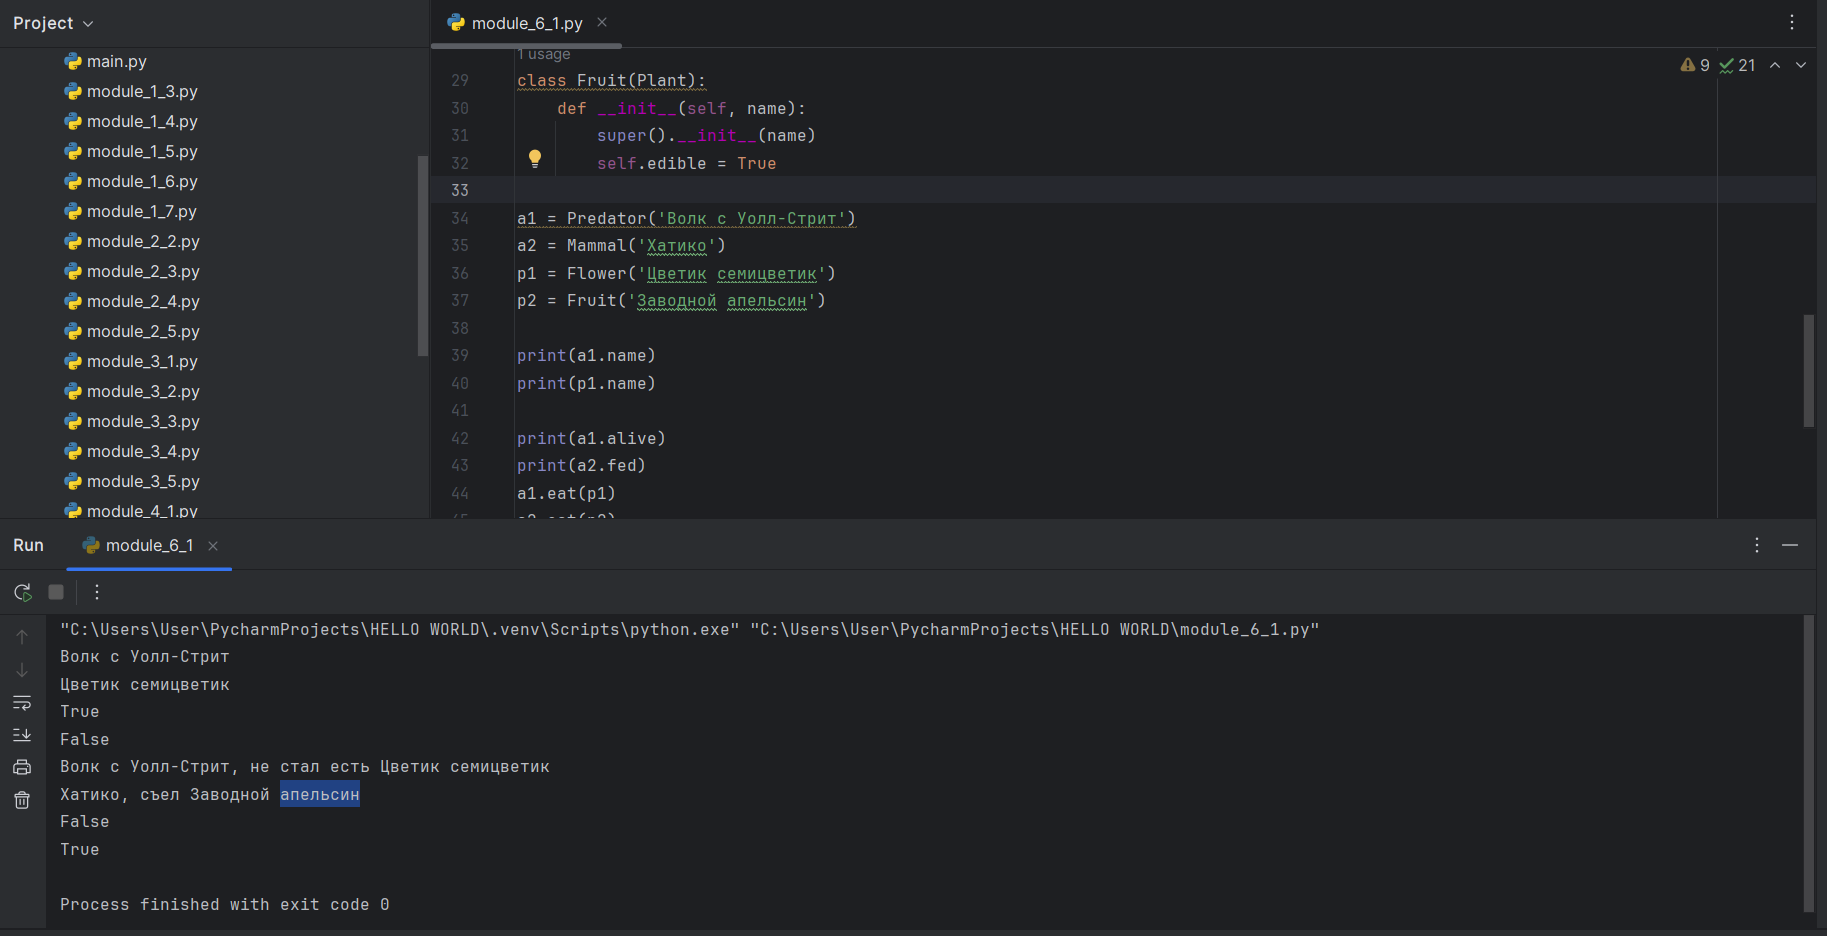 Project
main.py
module_1_3.py
module_1_4.py
module_1_5.py
module_1_6.py
module_1_7.py
module_2_2.py
module_2_3.py
module_2_4.py
module_2_5.py
module_3_1.py
module_3_2.py
module_3_3.py
module_3_4.py
module_3_5.py
module_4_1.py
module_6_1.py
9 21
1 usage
29 class Fruit(Plant):
30     def __init__(self, name):
31         super().__init__(name)
32         self.edible = True
33
34 a1 = Predator('Волк с Уолл-Стрит')
35 a2 = Mammal('Хатико')
36 p1 = Flower('Цветик семицветик')
37 p2 = Fruit('Заводной апельсин')
38
39 print(a1.name)
40 print(p1.name)
41
42 print(a1.alive)
43 print(a2.fed)
44 a1.eat(p1)
45 a2.eat(p2)
Run module_6_1
"C:\Users\User\PycharmProjects\HELLO WORLD\.venv\Scripts\python.exe" "C:\Users\User\PycharmProjects\HELLO WORLD\module_6_1.py"
Волк с Уолл-Стрит
Цветик семицветик
True
False
Волк с Уолл-Стрит, не стал есть Цветик семицветик
Хатико, съел Заводной апельсин
False
True
Process finished with exit code 0